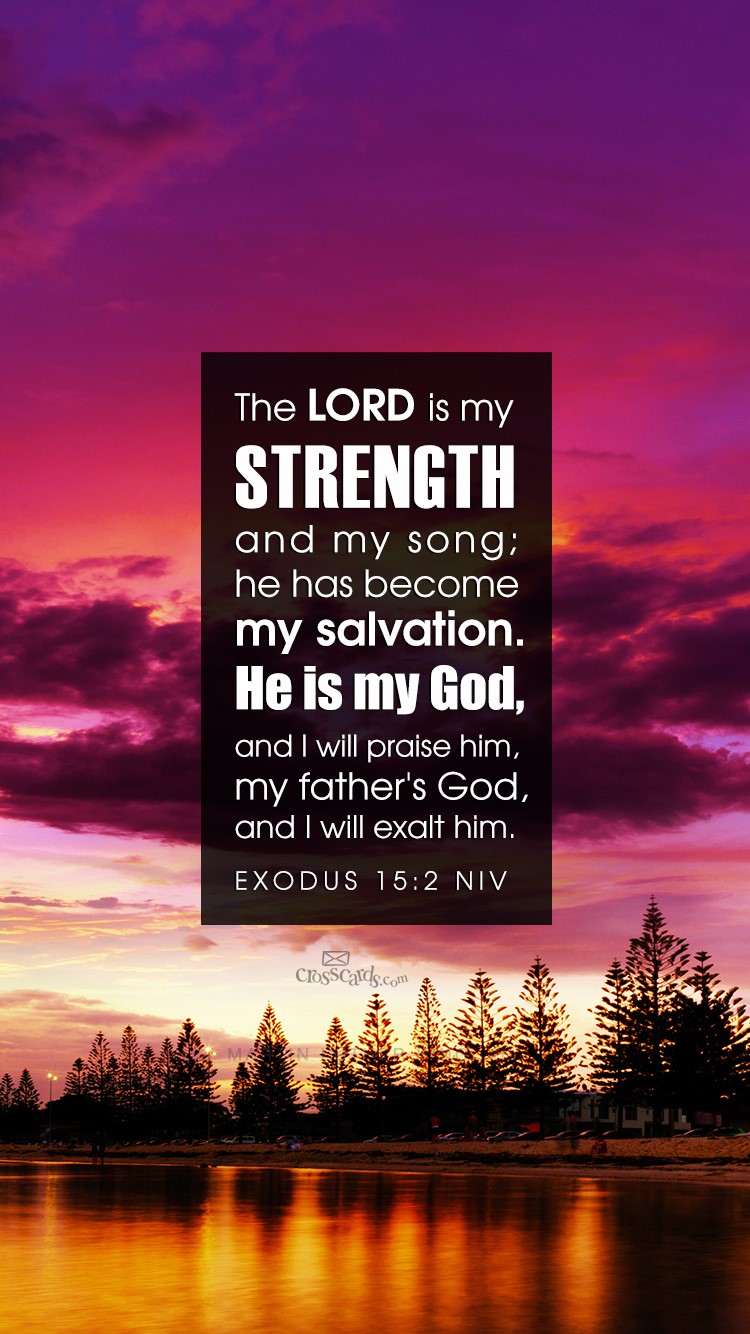 The LORD is my
STRENGTH
and my song;
he has become
my salvation.
He is my God,
and I will praise him,
my father's God,
and I will exalt him.
EXODUS 15:2 NIV
crosscards.com